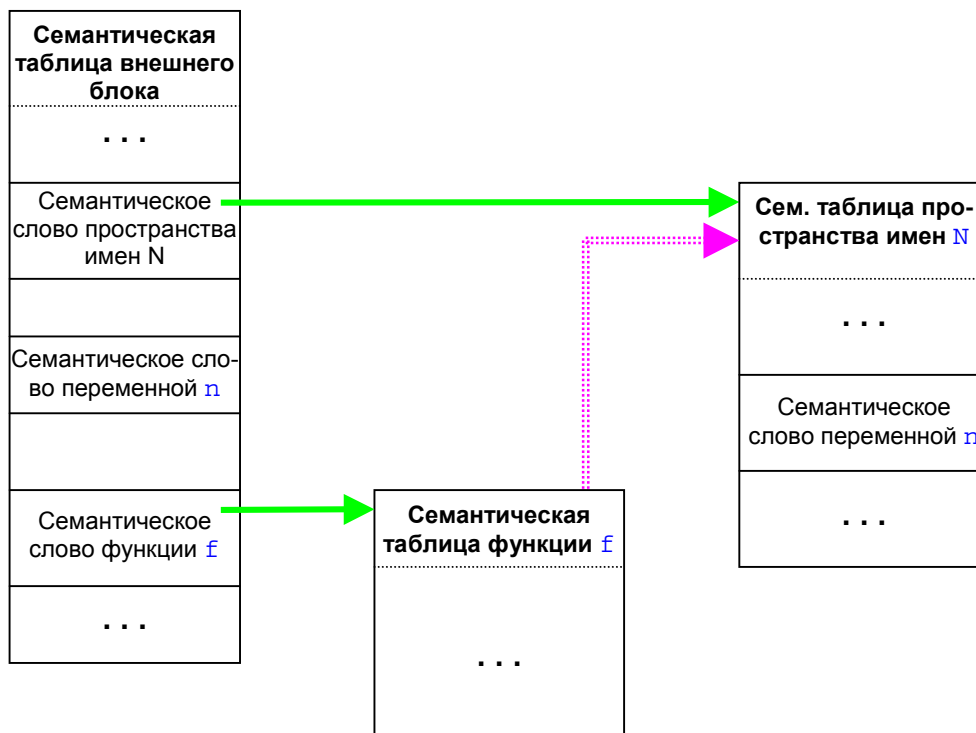 Семантическая
таблица внешнего
блока
. . .
Семантическое
слово пространства
имен N
Семантическое сло-
во переменной n
Семантическое
слово функции f
. . .
Семантическая
таблица функции f
. . .
Сем. таблица про-
странства имен N
. . .
Семантическое
слово переменной n
. . .